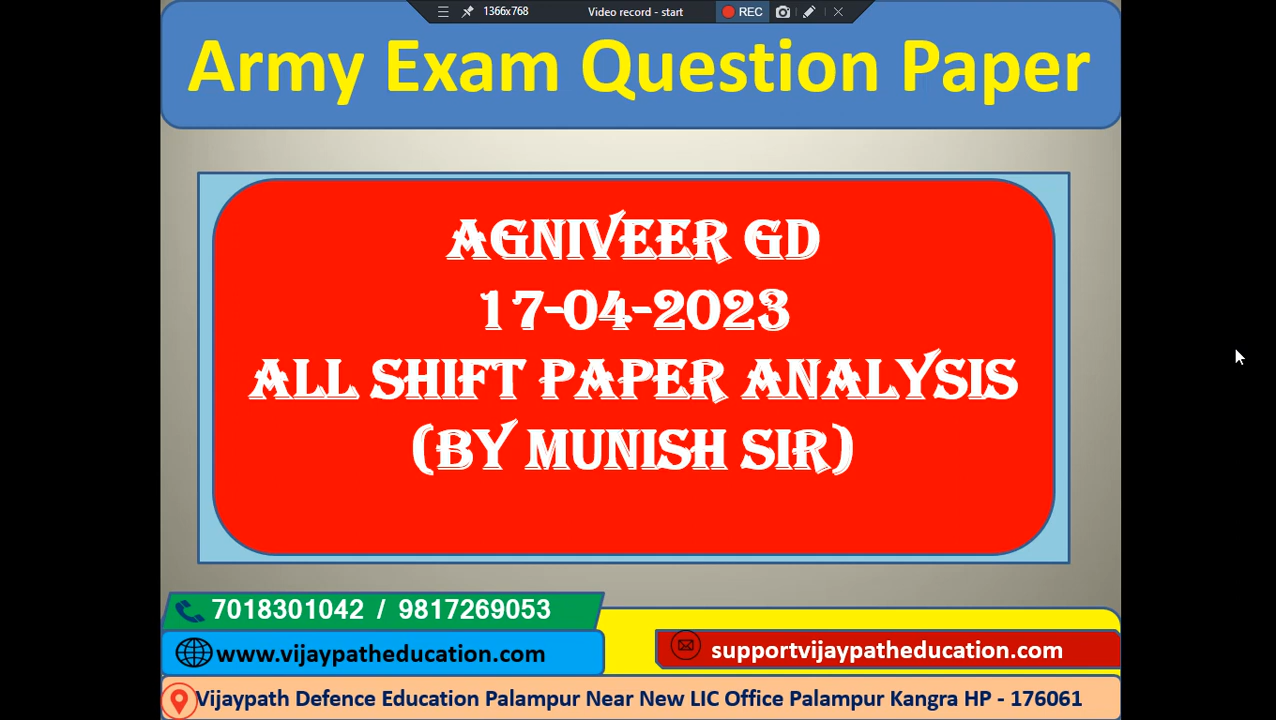 1366x768 Video record - start REC
Army Exam Question Paper
AGNIVEER GD
17-04-2023
ALL SHIFT PAPER ANALYSIS
(BY MUNISH SIR)
7018301042 / 9817269053
www.vijaypatheducation.com
supportvijaypatheducation.com
Vijaypath Defence Education Palampur Near New LIC Office Palampur Kangra HP - 176061